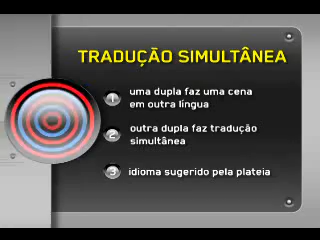 TRADUÇÃO SIMULTÂNEA
1 uma dupla faz uma cena
em outra língua
2 outra dupla faz tradução
simultânea
3 idioma sugerido pela plateia